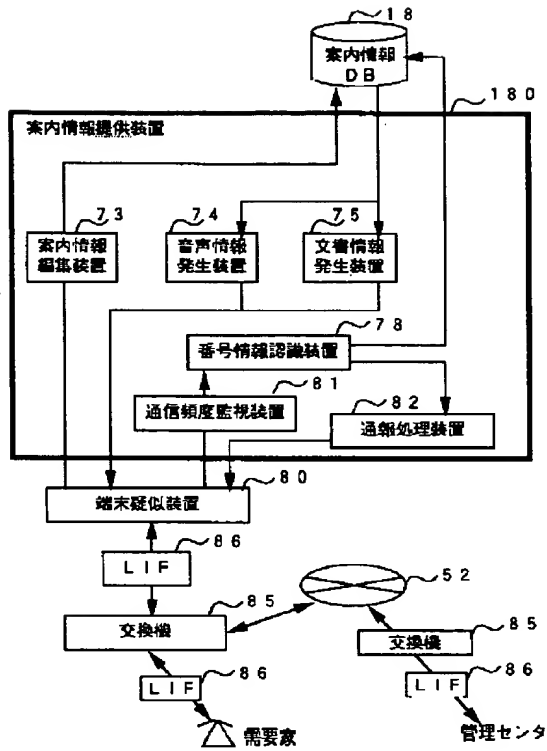 18
案内情報
DB
180
案内情報提供装置
73
74
75
案内情報
編集装置
音声情報
発生装置
文書情報
発生装置
78
番号情報認識装置
81
通信頻度監視装置
82
通報処理装置
80
端末疑似装置
86
LIF
85
交換機
52
85
交換機
86
LIF
86
LIF
需要家
管理センタ